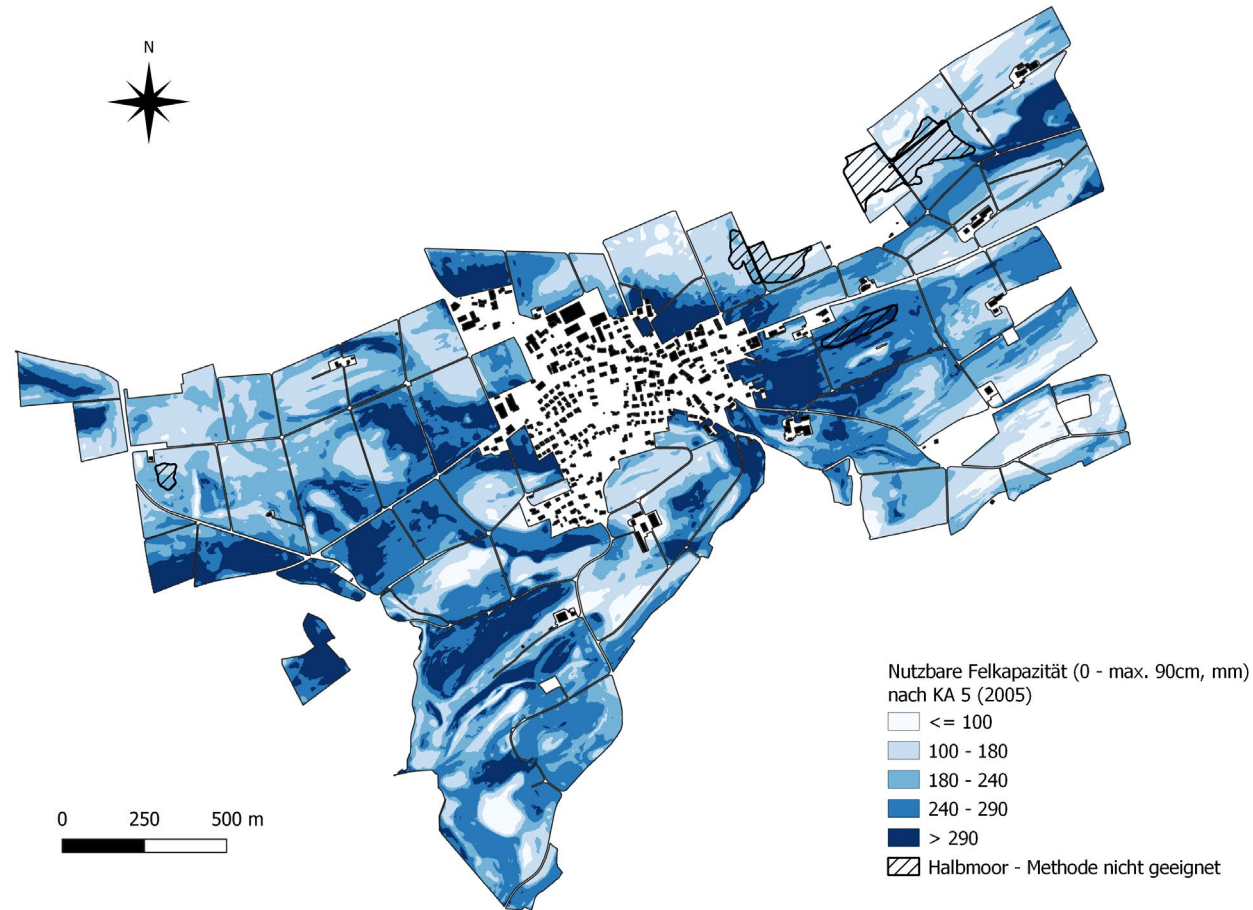 N
0 250 500 m
Nutzbare Felkapazität (0 - max. 90cm, mm)
nach KA 5 (2005)
<= 100
100 - 180
180 - 240
240 - 290
> 290
Halbmoor - Methode nicht geeignet